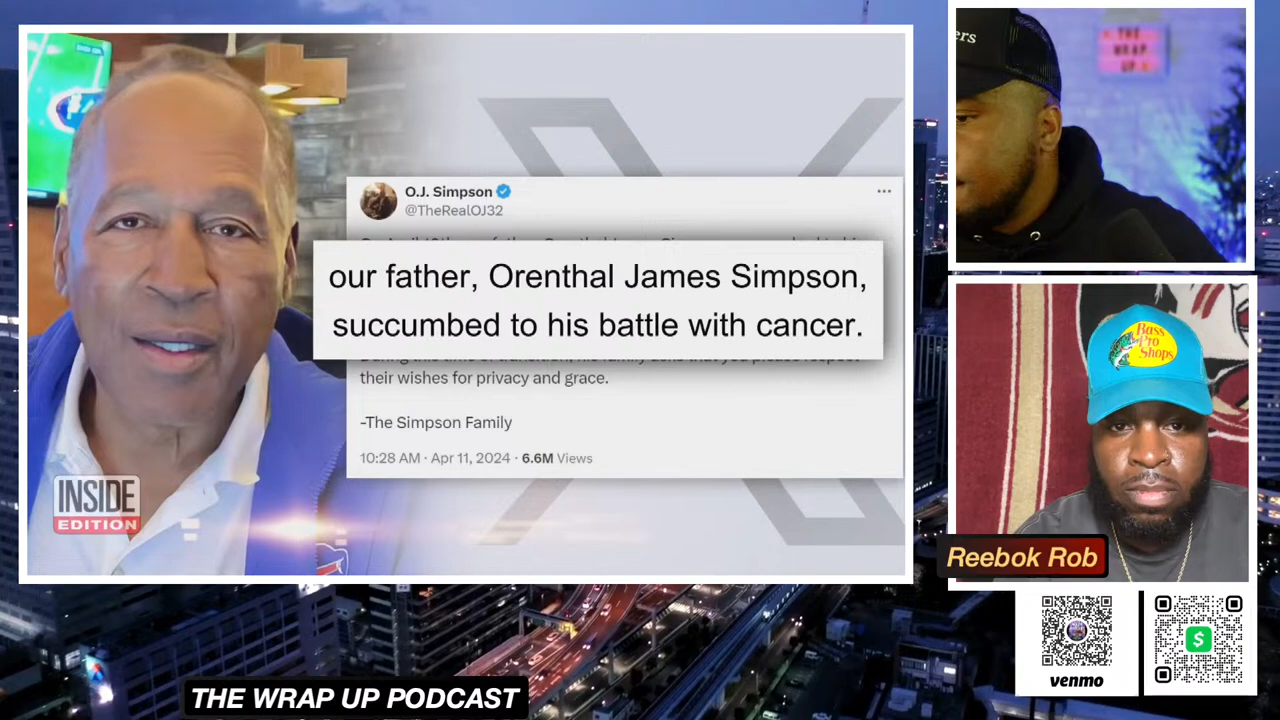 O.J. Simpson
@TheRealOJ32
our father, Orenthal James Simpson,
succumbed to his battle with cancer.
their wishes for privacy and grace.
-The Simpson Family
10:28 AM · Apr 11, 2024 · 6.6M Views
INSIDE
EDITION
ers
THE
WRAP
UP
Bass
Pro
Shops
Reebok Rob
venmo
$
THE WRAP UP PODCAST